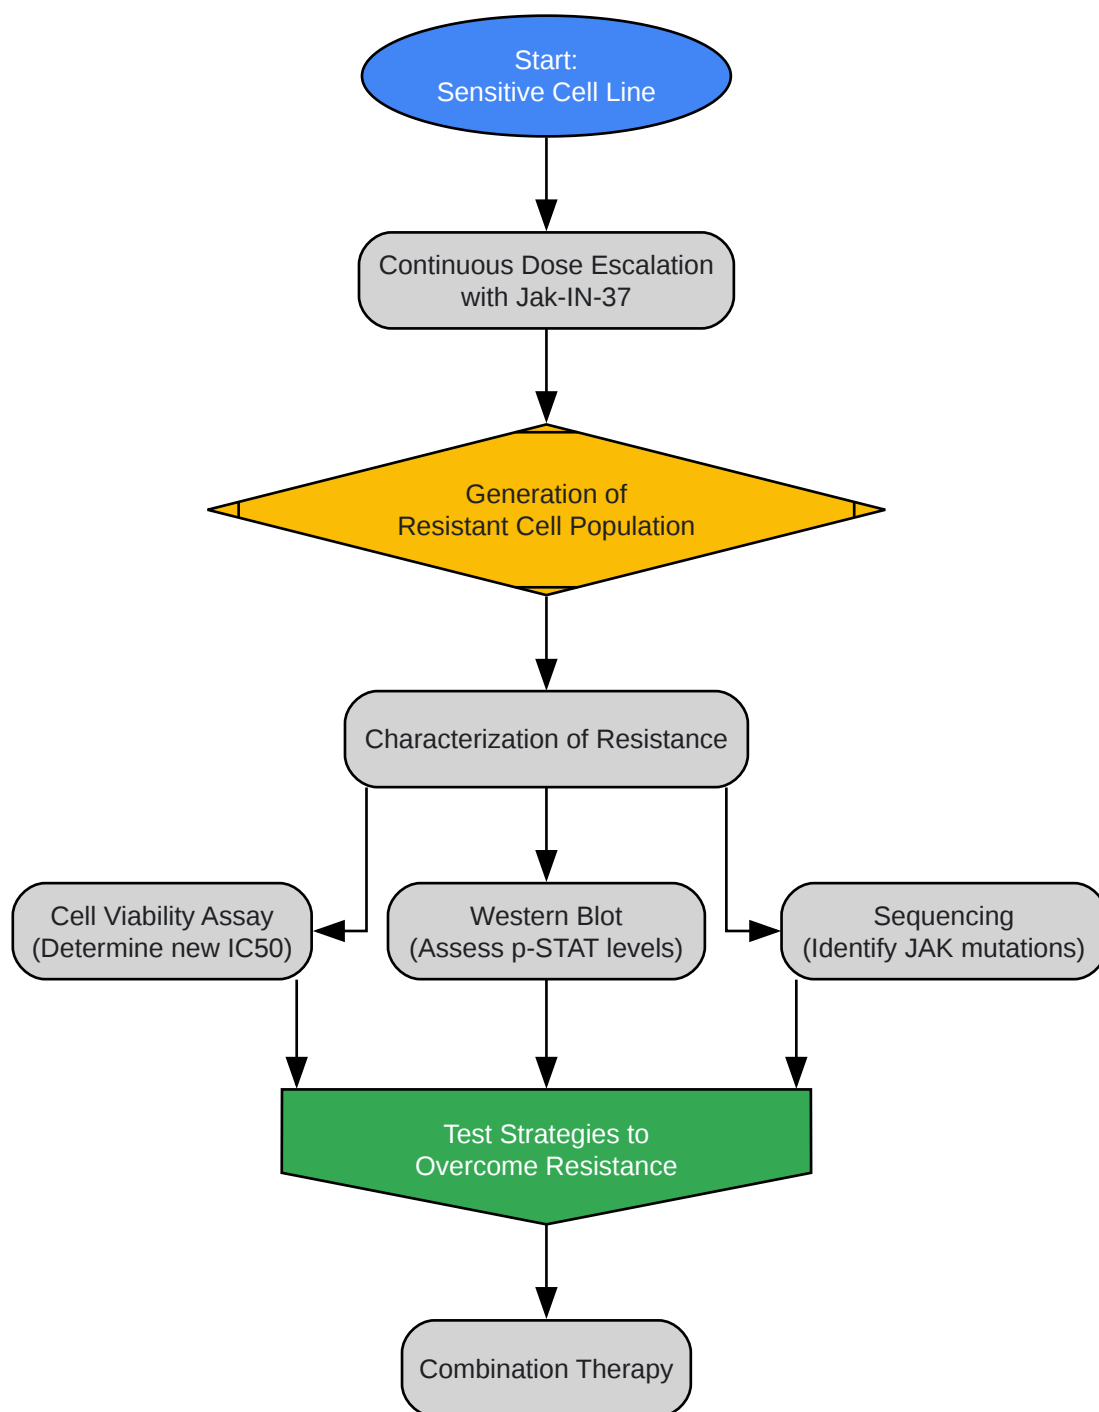 Start:
Sensitive Cell Line
Continuous Dose Escalation
with Jak-IN-37
Generation of
Resistant Cell Population
Characterization of Resistance
Cell Viability Assay
(Determine new IC50)
Western Blot
(Assess p-STAT levels)
Sequencing
(Identify JAK mutations)
Test Strategies to
Overcome Resistance
Combination Therapy